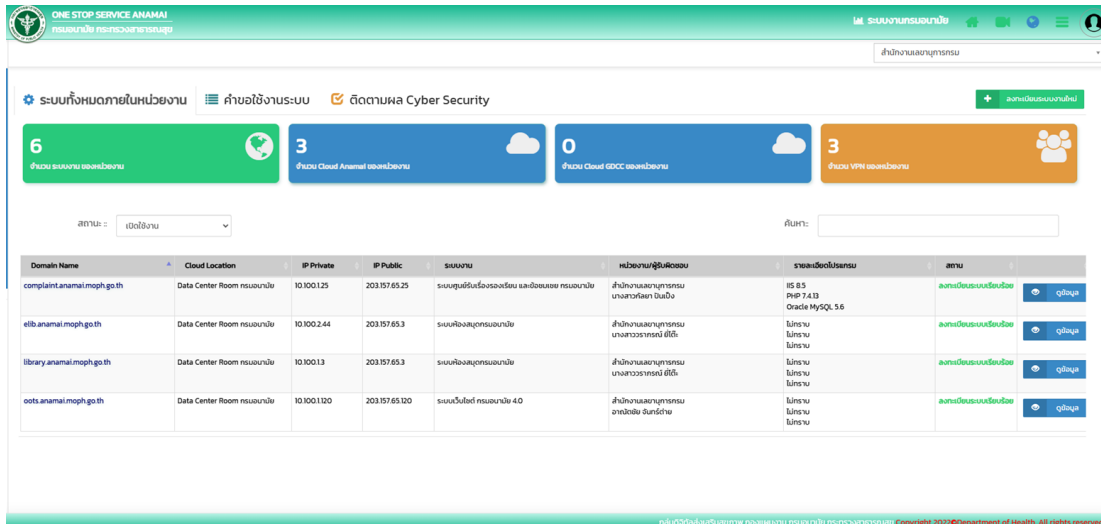 ONE STOP SERVICE ANAMAI
กรมอนามัย กระทรวงสาธารณสุข
ระบบงานกรมอนามัย
สำนักงานเลขานุการกรม
ระบบทั้งหมดภายในหน่วยงาน คำขอใช้งานระบบ ติดตามผล Cyber Security
+ ลงทะเบียนระบบงานใหม่
6 3 0 3
จำนวน ระบบงาน ของหน่วยงาน จำนวน Cloud Anamai ของหน่วยงาน จำนวน Cloud GDCC ของหน่วยงาน จำนวน VPN ของหน่วยงาน
สถานะ :: เปิดใช้งาน ค้นหา::
Domain Name Cloud Location IP Private IP Public ระบบงาน หน่วยงาน/ผู้รับผิดชอบ รายละเอียดโปรแกรม สถาน
complaint.anamai.moph.go.th Data Center Room กรมอนามัย 10.100.1.25 203.157.65.25 ระบบศูนย์รับเรื่องร้องเรียน และข้อชมเชย กรมอนามัย สำนักงานเลขานุการกรม IIS 8.5 ลงทะเบียนระบบเรียบร้อย
PHP 7.4.13 ดูข้อมูล
Oracle MySQL 5.6
elib.anamai.moph.go.th Data Center Room กรมอนามัย 10.100.2.44 203.157.65.3 ระบบห้องสมุดกรมอนามัย สำนักงานเลขานุการกรม ไม่ทราบ ลงทะเบียนระบบเรียบร้อย
นางสาววราภรณ์ ยี่โต๊ะ ไม่ทราบ ดูข้อมูล
ไม่ทราบ
library.anamai.moph.go.th Data Center Room กรมอนามัย 10.100.1.3 203.157.65.3 ระบบห้องสมุดกรมอนามัย สำนักงานเลขานุการกรม ไม่ทราบ ลงทะเบียนระบบเรียบร้อย
นางสาววราภรณ์ ยี่โต๊ะ ไม่ทราบ ดูข้อมูล
ไม่ทราบ
oots.anamai.moph.go.th Data Center Room กรมอนามัย 10.100.1.120 203.157.65.120 ระบบเว็บไซต์ กรมอนามัย 4.0 สำนักงานเลขานุการกรม ไม่ทราบ ลงทะเบียนระบบเรียบร้อย
ไม่ทราบ ดูข้อมูล
ไม่ทราบ
Copyright 2022©Department of Health. All rights reserve